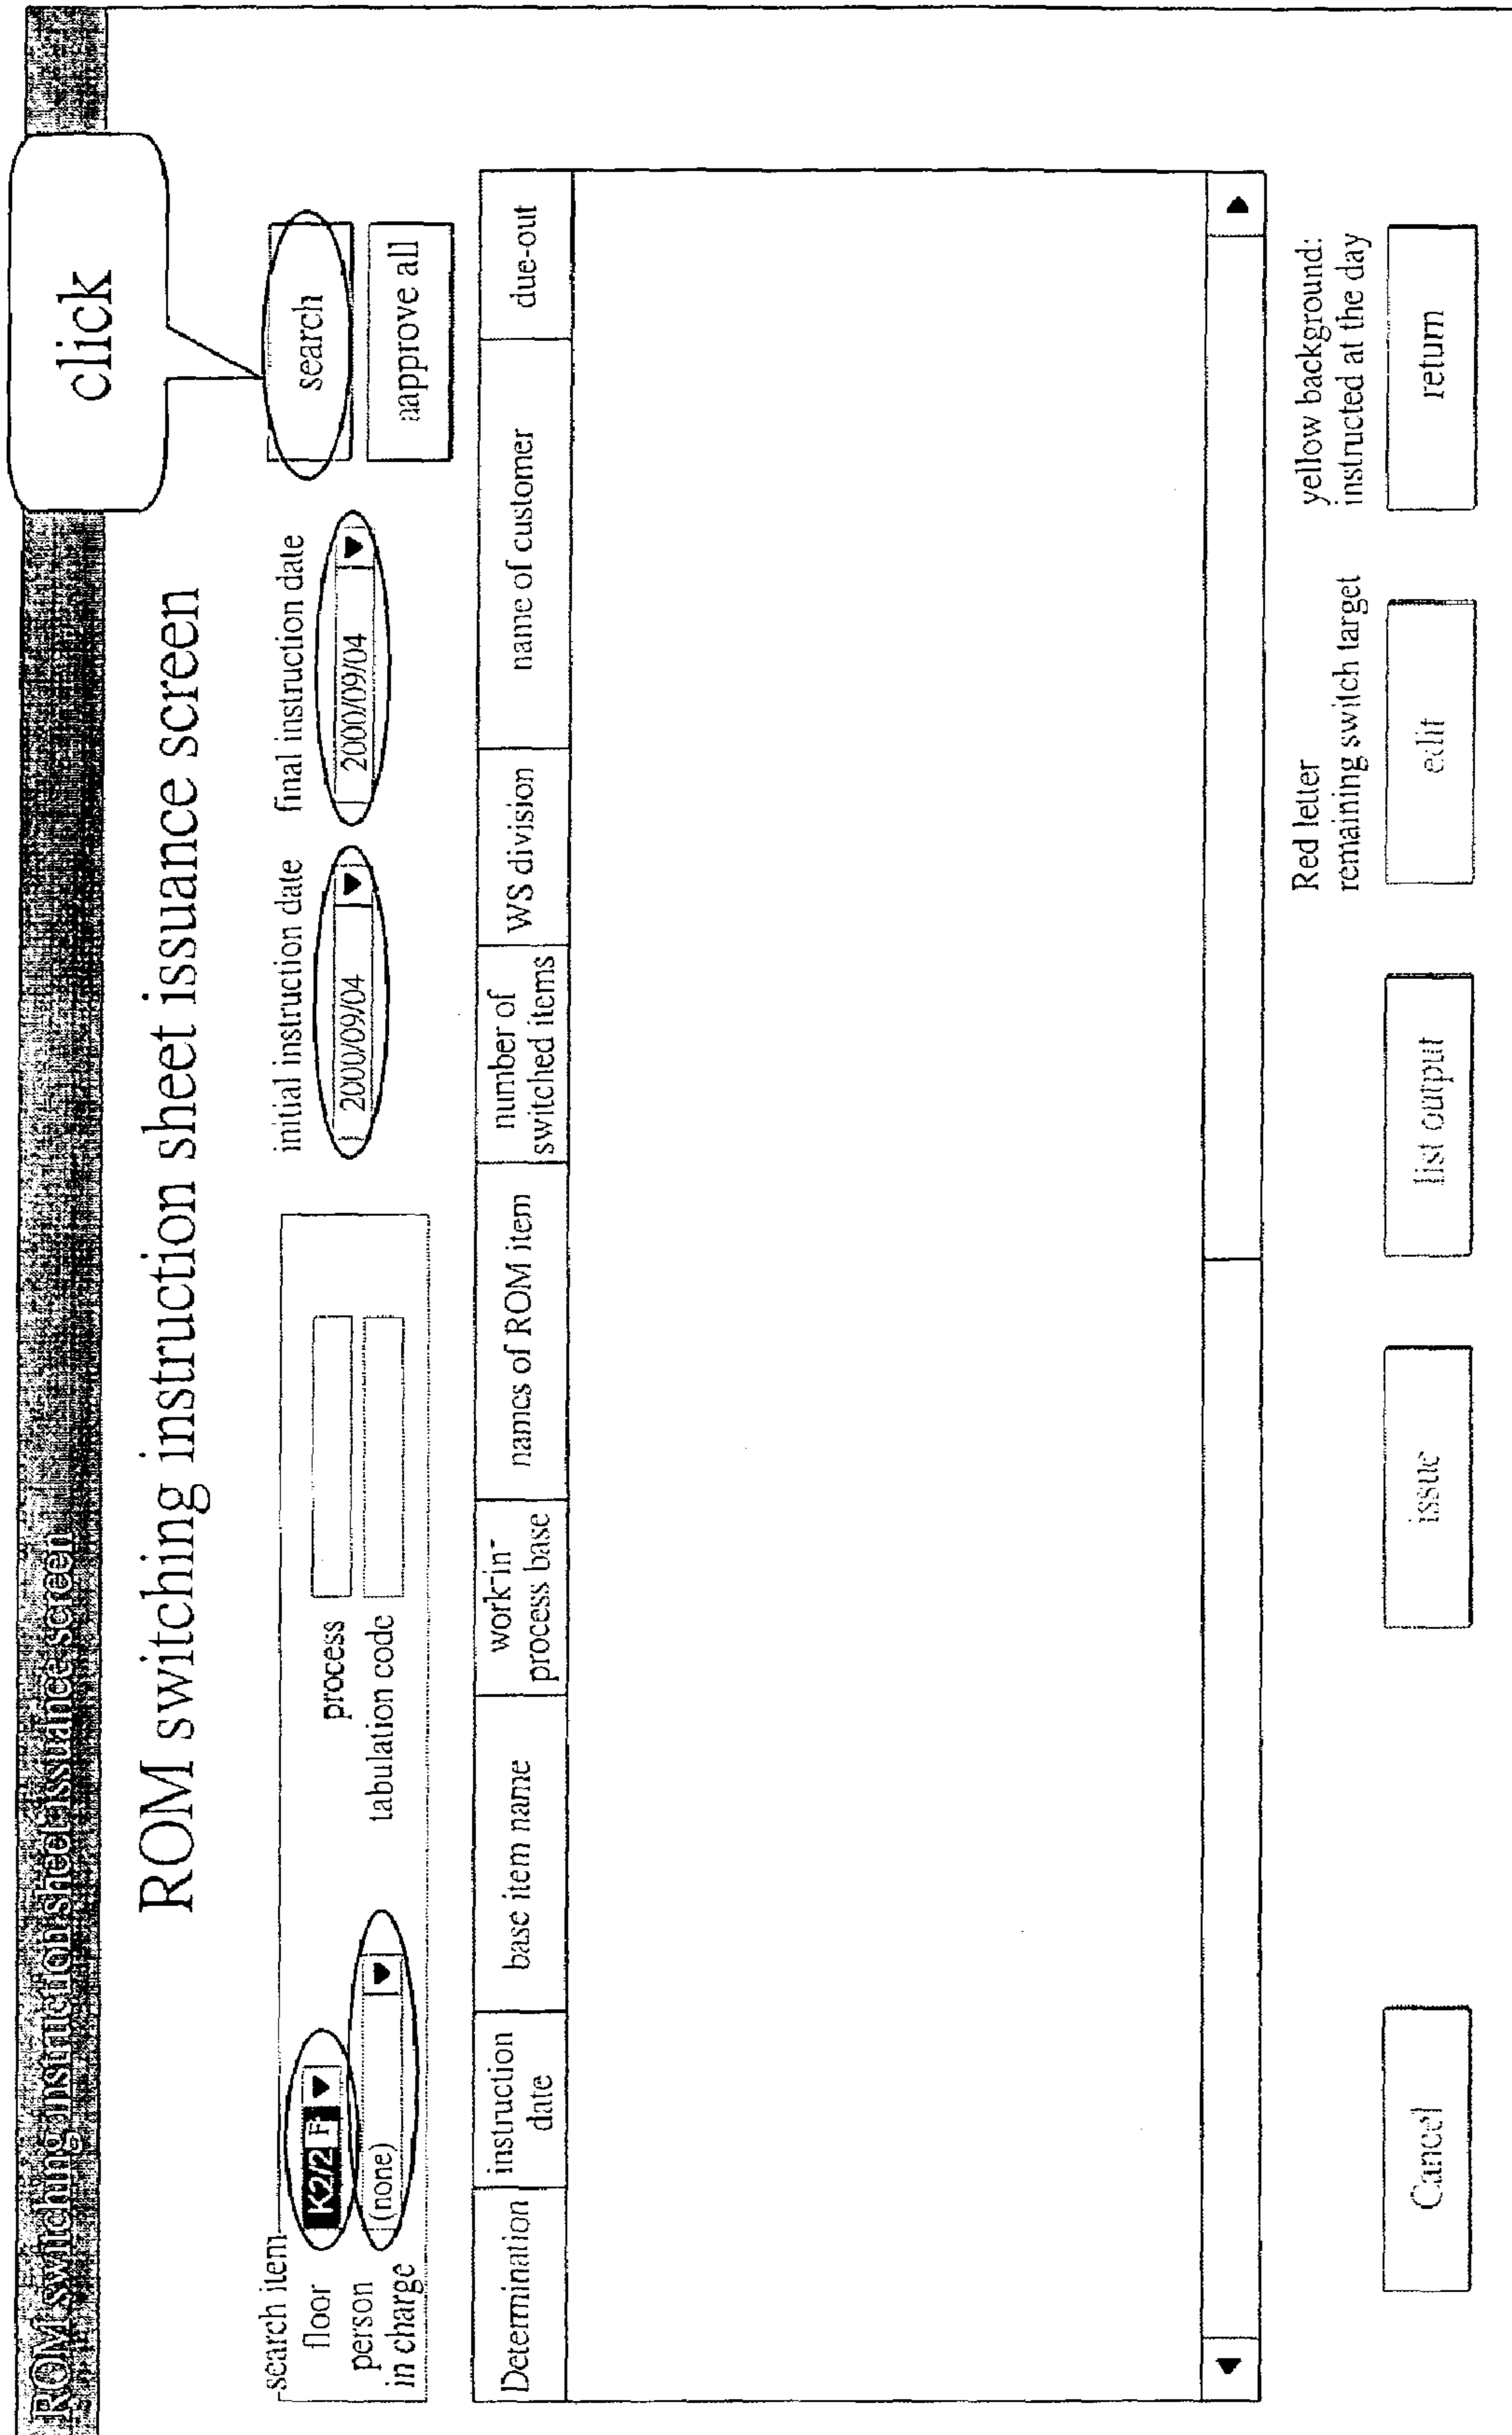 ROM switching instruction sheet issuance screen
click
ROM switching instruction sheet issuance screen
search item
floor
K2/2 F
person
in charge
(none)
process
tabulation code
initial instruction date
2000/09/04
final instruction date
2000/09/04
search
aapprove all
Determination
instruction
date
base item name
work-in-
process base
names of ROM item
number of
switched items
WS division
name of customer
due-out
Red letter
remaining switch target
yellow background:
instructed at the day
Cancel
issue
list output
edit
return